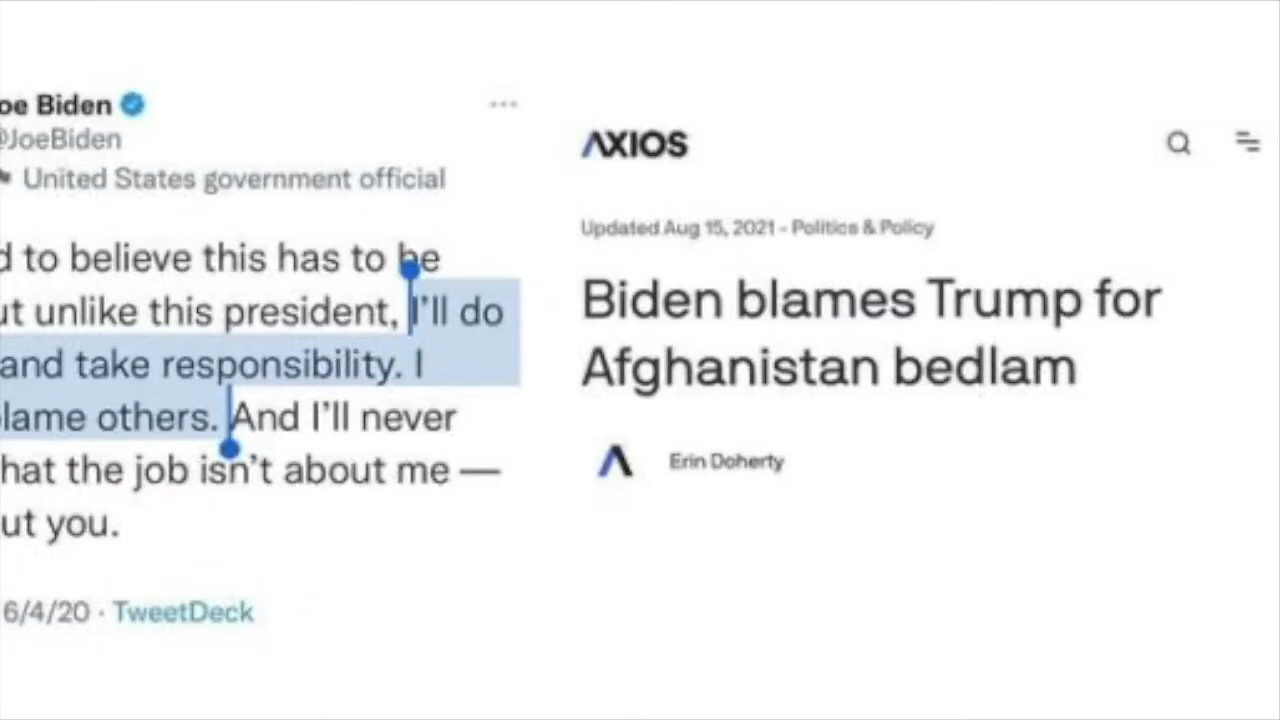 oe Biden
@JoeBiden
United States government official
d to believe this has to be
ut unlike this president, I'll do
and take responsibility. I
lame others. And I'll never
hat the job isn't about me —
ut you.
6/4/20 · TweetDeck
AXIOS
Updated Aug 15, 2021 - Politics & Policy
Biden blames Trump for
Afghanistan bedlam
Erin Doherty